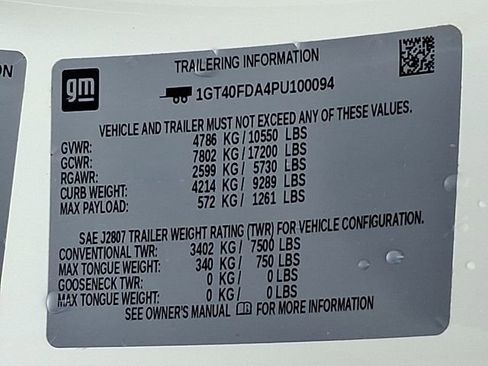 ON
TRAILERING INFORMATION
gm
1GT40FDA4PU100094
VEHICLE AND TRAILER MUST NOT EXCEED ANY OF THESE VALUES.
GVWR: 4786 KG/10550 LBS
GCWR: 7802 KG/17200 LBS
RGAWR: 2599 KG/ 5730 LBS
CURB WEIGHT: 4214 KG/ 9289 LBS
MAX PAYLOAD: 572 KG/ 1261 LBS
SAE J2807 TRAILER WEIGHT RATING (TWR) FOR VEHICLE CONFIGURATION.
CONVENTIONAL TWR: 3402 KG/ 7500 LBS
MAX TONGUE WEIGHT: 340 KG/ 750 LBS
GOOSENECK TWR: 0 KG/ 0 LBS
MAX TONGUE WEIGHT: 0 KG/ 0 LBS
SEE OWNER'S MANUAL FOR MORE INFORMATION